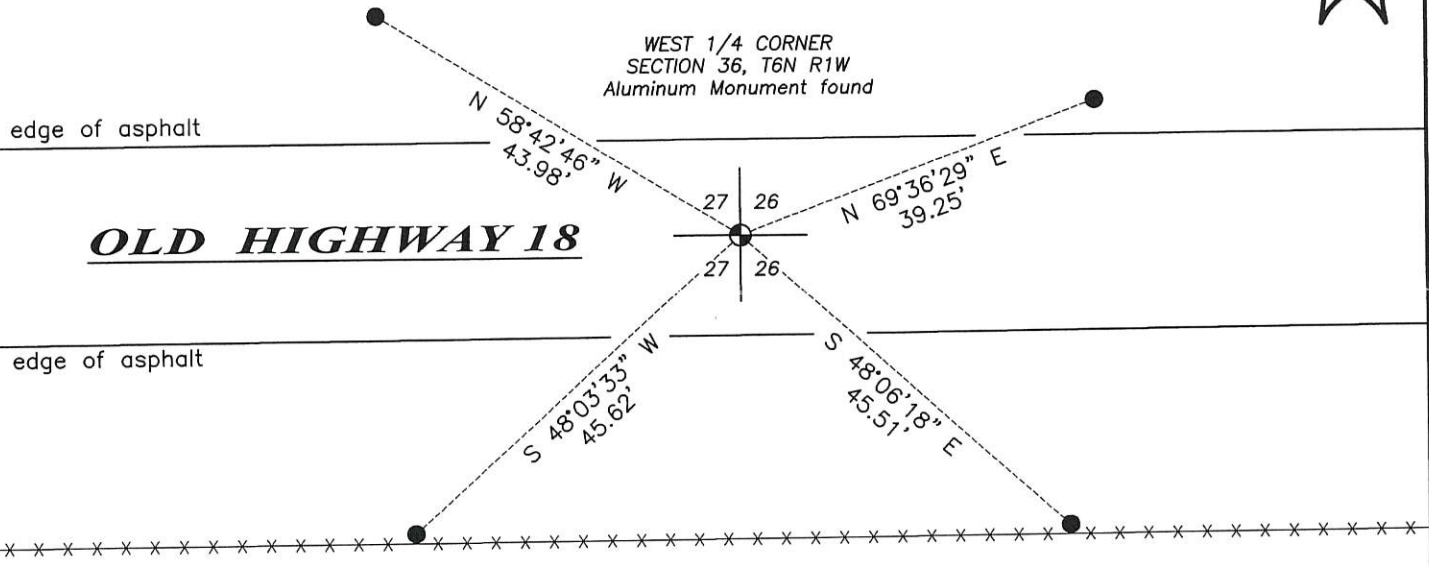 WEST 1/4 CORNER
SECTION 36, T6N R1W
Aluminum Monument found
edge of asphalt
N 58°42'46" W
43.98'
N 69°36'29" E
39.25'
27 26
OLD HIGHWAY 18
27 26
edge of asphalt
S 48°03'33" W
45.62'
S 48°06'18" E
45.51'